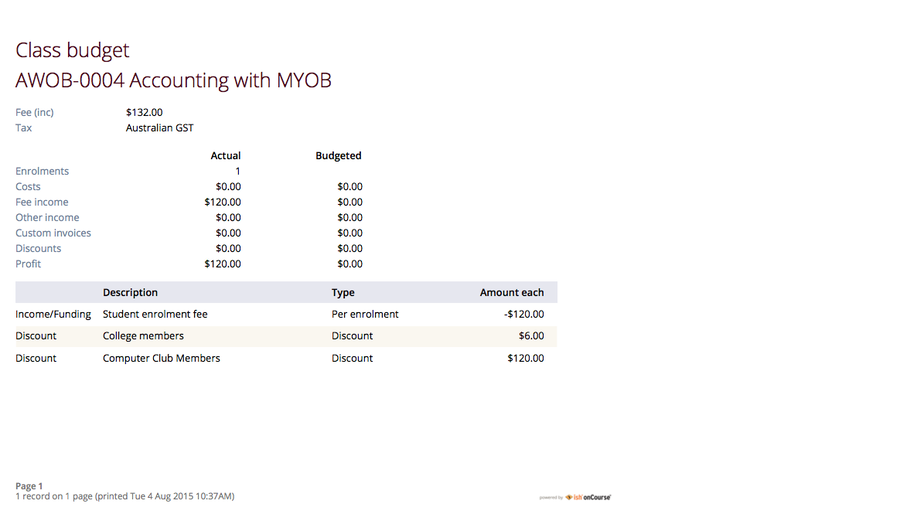 Class budget
AWOB-0004 Accounting with MYOB
Fee (inc) $132.00
Tax Australian GST
Actual Budgeted
Enrolments 1
Costs $0.00 $0.00
Fee income $120.00 $0.00
Other income $0.00 $0.00
Custom invoices $0.00 $0.00
Discounts $0.00 $0.00
Profit $120.00 $0.00
Description Type Amount each
Income/Funding Student enrolment fee Per enrolment -$120.00
Discount College members Discount $6.00
Discount Computer Club Members Discount $120.00
Page 1
1 record on 1 page (printed Tue 4 Aug 2015 10:37AM)
powered by ish onCourse